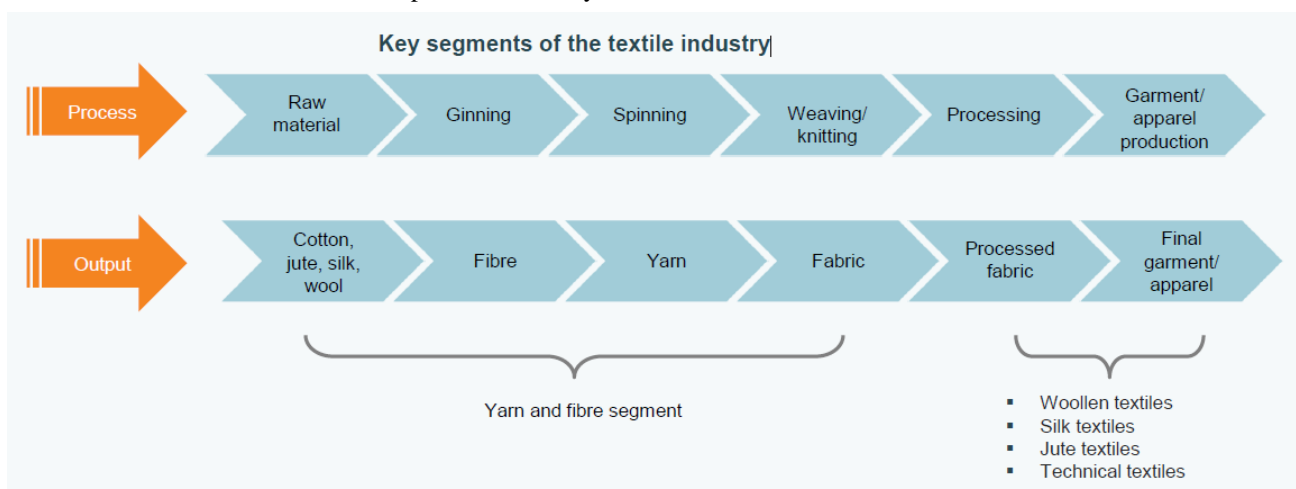 Key segments of the textile industry
Process
Raw
material
Ginning
Spinning
Weaving/
knitting
Processing
Garment/
apparel
production
Output
Cotton,
jute, silk,
wool
Fibre
Yarn
Fabric
Processed
fabric
Final
garment/
apparel
Yarn and fibre segment
▪ Woollen textiles
▪ Silk textiles
▪ Jute textiles
▪ Technical textiles